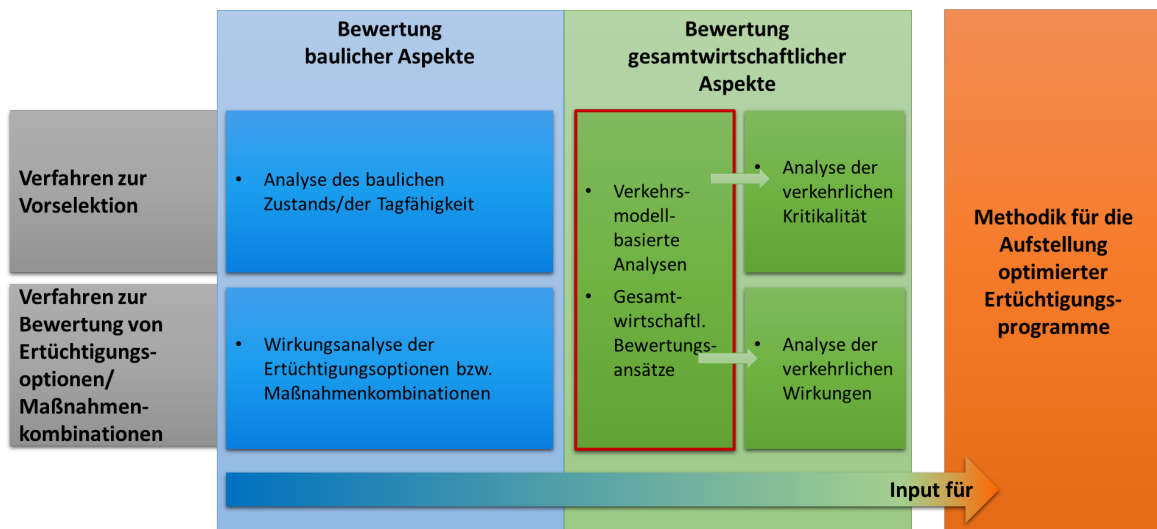 Bewertung
baulicher Aspekte
Bewertung
gesamtwirtschaftlicher
Aspekte
Verfahren zur
Vorselektion
• Analyse des baulichen
Zustands/der Tagfähigkeit
• Verkehrs-
modell-
basierte
Analysen
• Gesamt-
wirtschaftl.
Bewertungs-
ansätze
• Analyse der
verkehrlichen
Kritikalität
Verfahren zur
Bewertung von
Ertüchtigungs-
optionen/
Maßnahmen-
kombinationen
• Wirkungsanalyse der
Ertüchtigungsoptionen bzw.
Maßnahmenkombinationen
• Analyse der
verkehrlichen
Wirkungen
Input für
Methodik für die
Aufstellung
optimierter
Ertüchtigungs-
programme